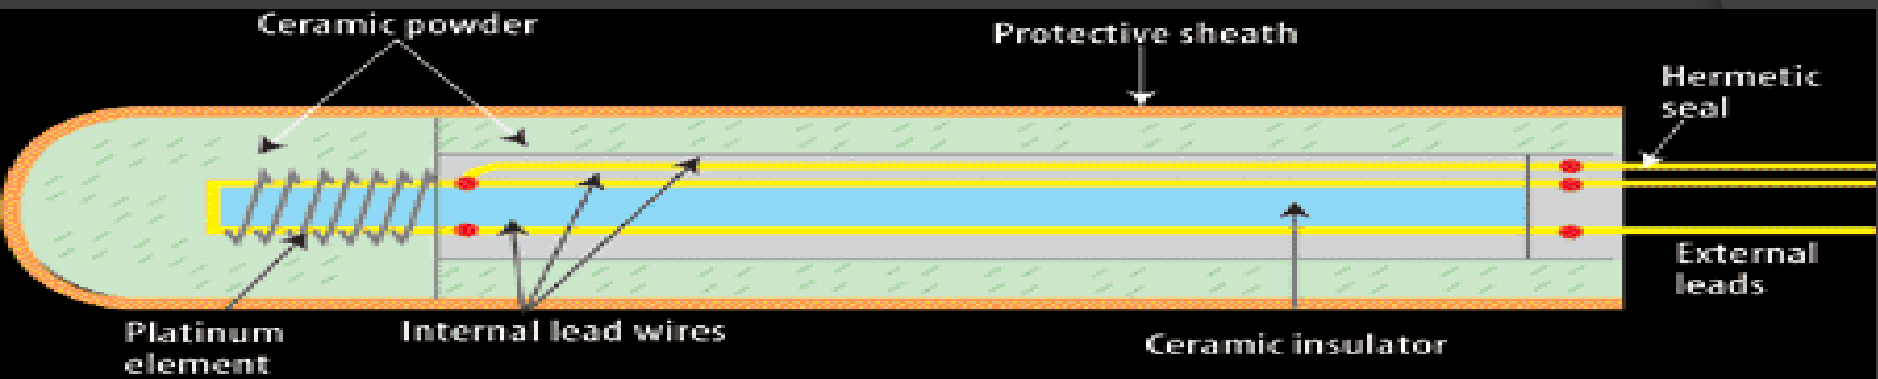 Ceramic powder
Protective sheath
Hermetic
seal
External
leads
Platinum
element
Internal lead wires
Ceramic insulator